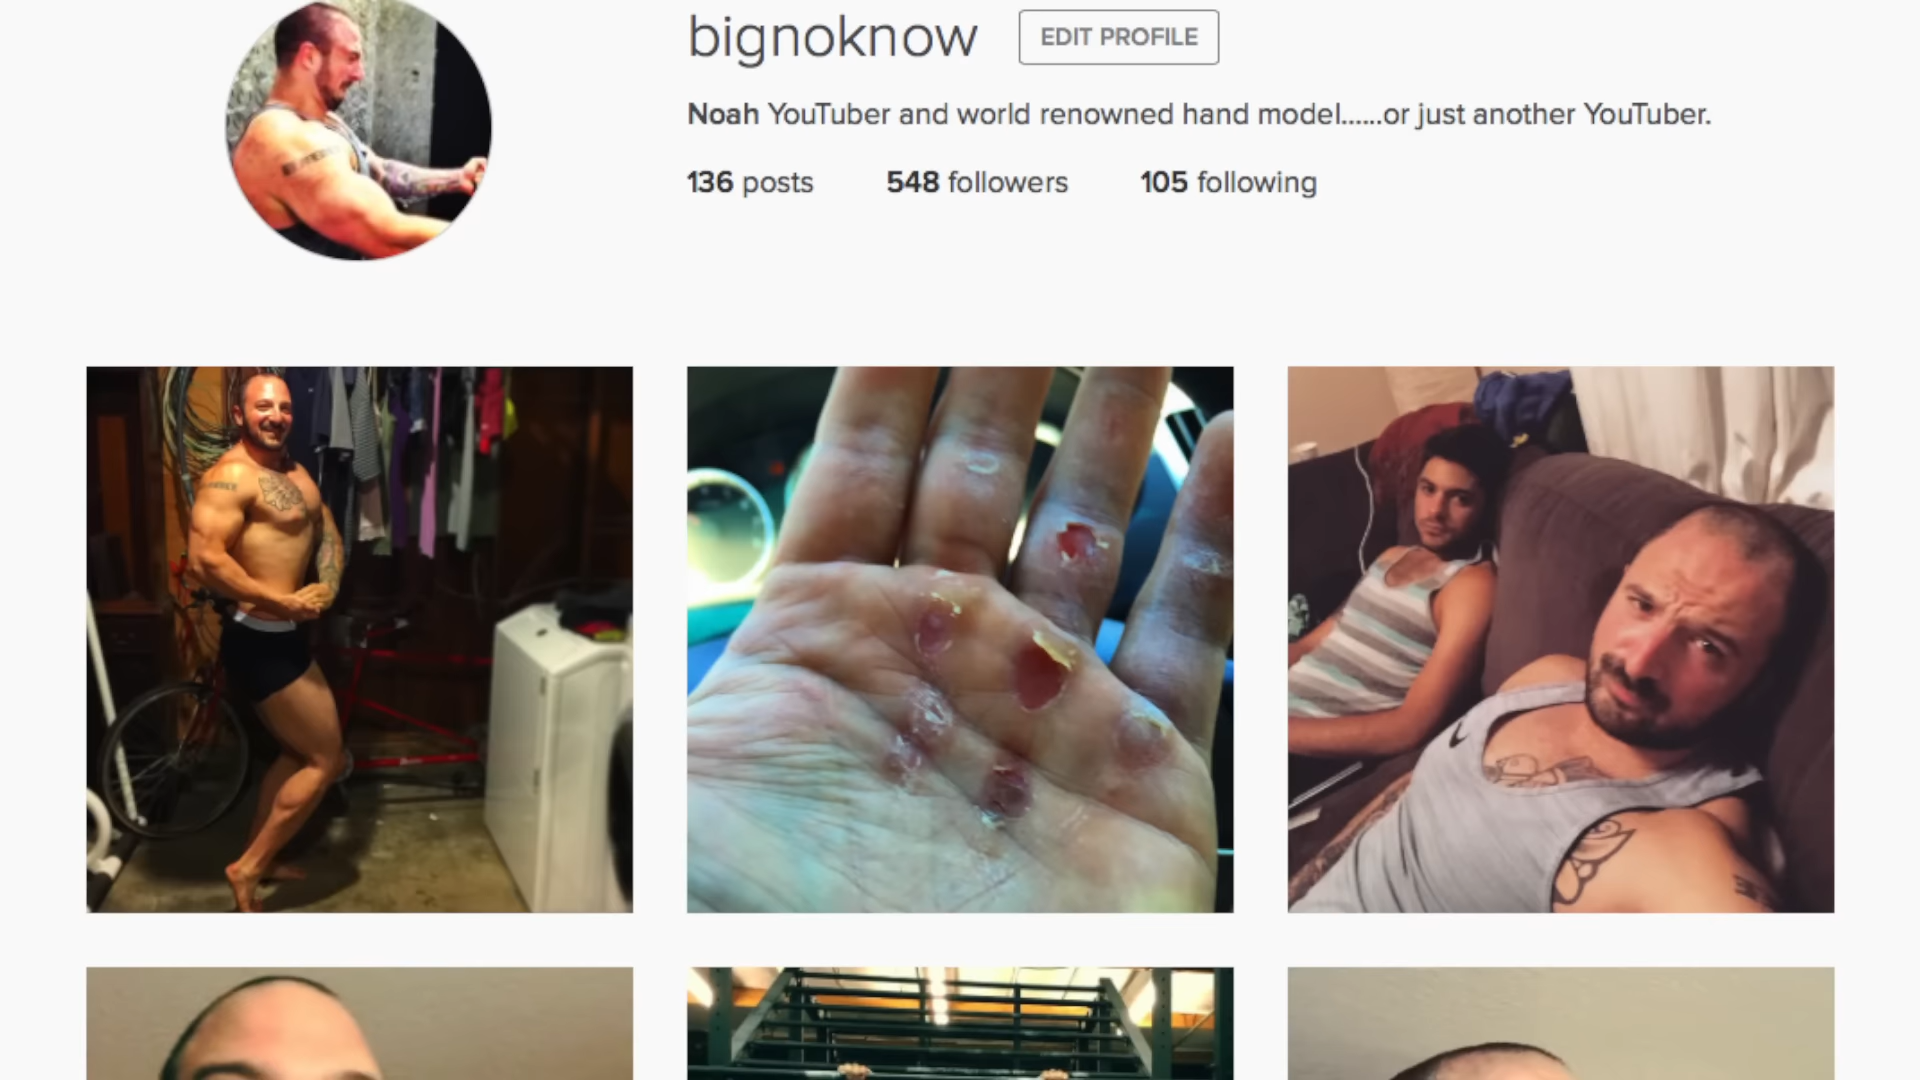 bignoknow EDIT PROFILE
Noah YouTuber and world renowned hand model......or just another YouTuber.
136 posts 548 followers 105 following